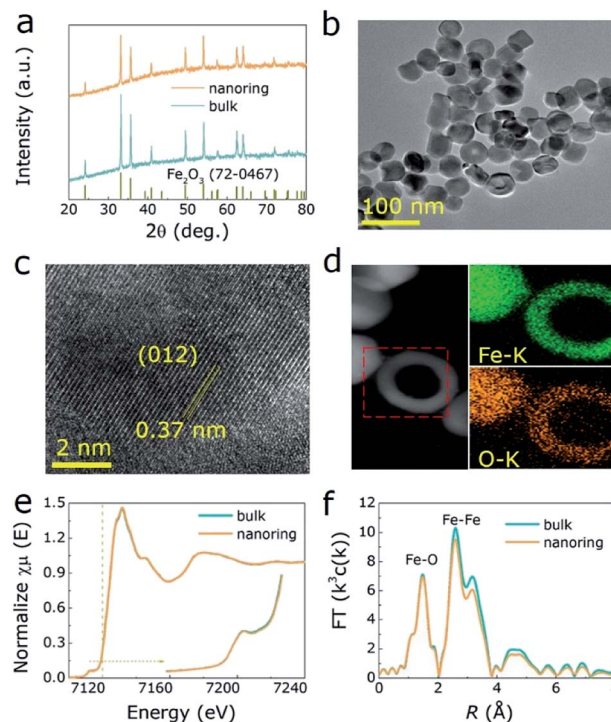 a
Intensity (a.u.)
nanoring
bulk
Fe₂O₃ (72-0467)
20 30 40 50 60 70 80
2θ (deg.)
b
100 nm
c
(012)
0.37 nm
2 nm
d
Fe-K
O-K
e
Normalize χμ (E)
1.5
1.2
0.9
0.6
0.3
0.0
bulk
nanoring
7120 7160 7200 7240
Energy (eV)
f
FT (k³c(k))
12
10
8
6
4
2
0
Fe-O
Fe-Fe
bulk
nanoring
0 2 4 6 8
R (Å)